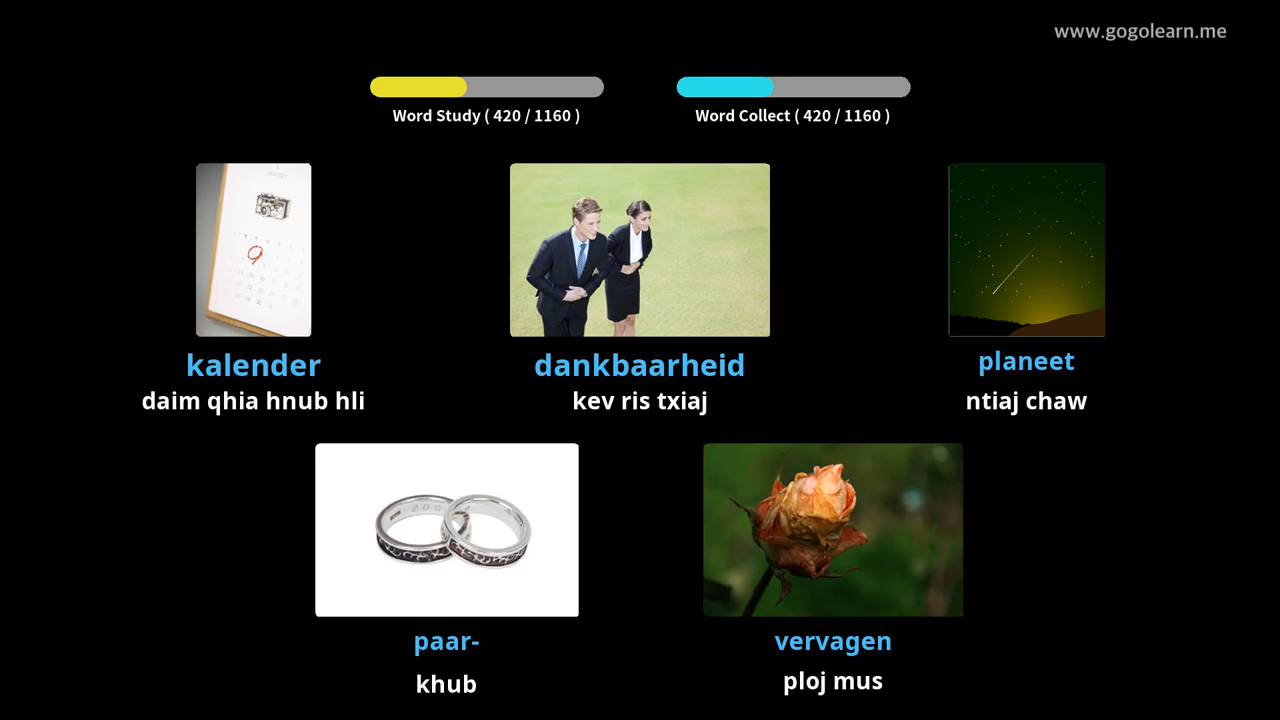 www.gogolearn.me
Word Study ( 420 / 1160 )
Word Collect ( 420 / 1160 )
kalender
daim qhia hnub hli
dankbaarheid
kev ris txiaj
planeet
ntiaj chaw
paar-
khub
vervagen
ploj mus